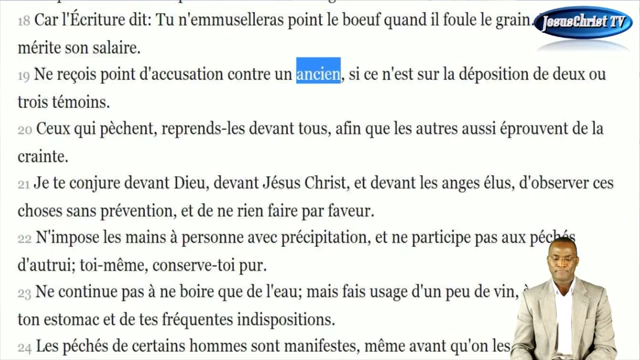 18 Car l'Écriture dit: Tu n'emmuselleras point le boeuf quand il foule le grain.
JesusChrist TV
mérite son salaire.
19 Ne reçois point d'accusation contre un ancien, si ce n'est sur la déposition de deux ou
trois témoins.
20 Ceux qui pèchent, reprends-les devant tous, afin que les autres aussi éprouvent de la
crainte.
21 Je te conjure devant Dieu, devant Jésus Christ, et devant les anges élus, d'observer ces
choses sans prévention, et de ne rien faire par faveur.
22 N'impose les mains à personne avec précipitation, et ne participe pas aux péchés
d'autrui; toi-même, conserve-toi pur.
23 Ne continue pas à ne boire que de l'eau; mais fais usage d'un peu de vin, à
ton estomac et de tes fréquentes indispositions.
24 Les péchés de certains hommes sont manifestes, même avant qu'on les